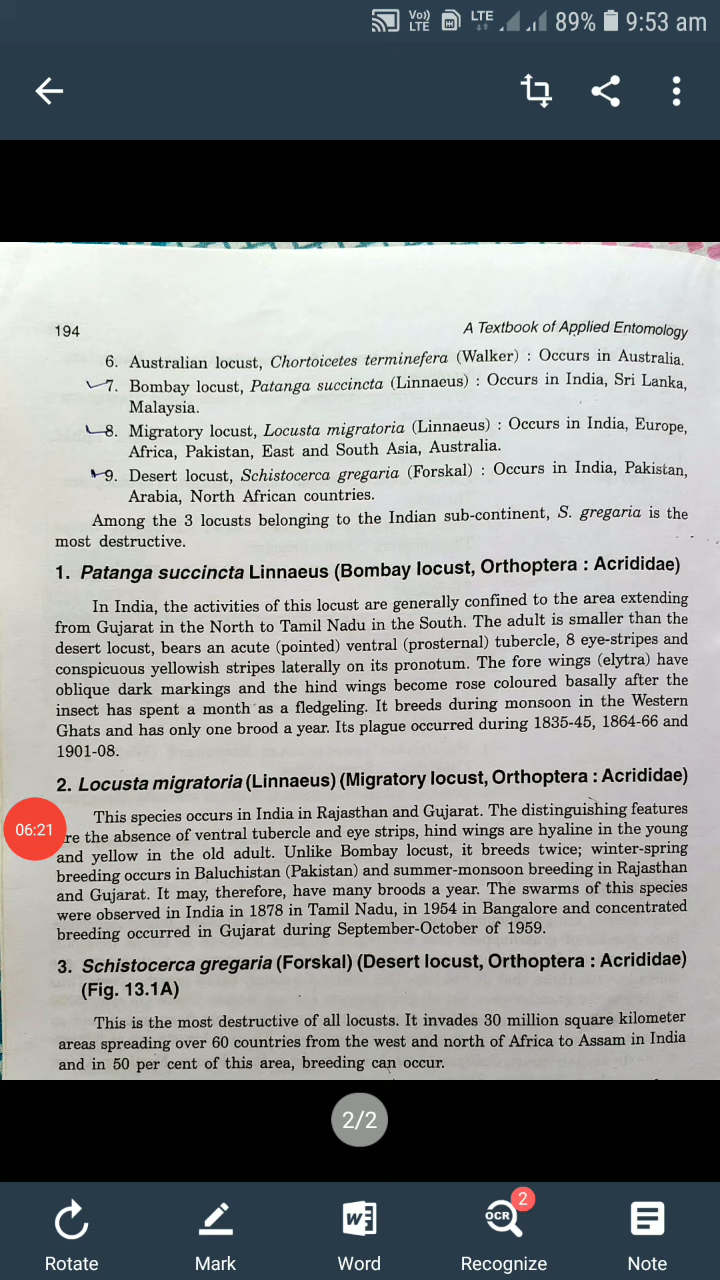 Vo)) LTE LTE 89% 9:53 am
194 A Textbook of Applied Entomology
6. Australian locust, Chortoicetes terminefera (Walker) : Occurs in Australia.
7. Bombay locust, Patanga succincta (Linnaeus) : Occurs in India, Sri Lanka,
Malaysia.
8. Migratory locust, Locusta migratoria (Linnaeus) : Occurs in India, Europe,
Africa, Pakistan, East and South Asia, Australia.
9. Desert locust, Schistocerca gregaria (Forskal) : Occurs in India, Pakistan,
Arabia, North African countries.
Among the 3 locusts belonging to the Indian sub-continent, S. gregaria is the
most destructive.
1. Patanga succincta Linnaeus (Bombay locust, Orthoptera : Acrididae)
In India, the activities of this locust are generally confined to the area extending
from Gujarat in the North to Tamil Nadu in the South. The adult is smaller than the
desert locust, bears an acute (pointed) ventral (prosternal) tubercle, 8 eye-stripes and
conspicuous yellowish stripes laterally on its pronotum. The fore wings (elytra) have
oblique dark markings and the hind wings become rose coloured basally after the
insect has spent a month as a fledgeling. It breeds during monsoon in the Western
Ghats and has only one brood a year. Its plague occurred during 1835-45, 1864-66 and
1901-08.
2. Locusta migratoria (Linnaeus) (Migratory locust, Orthoptera : Acrididae)
This species occurs in India in Rajasthan and Gujarat. The distinguishing features
06:21 re the absence of ventral tubercle and eye strips, hind wings are hyaline in the young
and yellow in the old adult. Unlike Bombay locust, it breeds twice; winter-spring
breeding occurs in Baluchistan (Pakistan) and summer-monsoon breeding in Rajasthan
and Gujarat. It may, therefore, have many broods a year. The swarms of this species
were observed in India in 1878 in Tamil Nadu, in 1954 in Bangalore and concentrated
breeding occurred in Gujarat during September-October of 1959.
3. Schistocerca gregaria (Forskal) (Desert locust, Orthoptera : Acrididae)
(Fig. 13.1A)
This is the most destructive of all locusts. It invades 30 million square kilometer
areas spreading over 60 countries from the west and north of Africa to Assam in India
and in 50 per cent of this area, breeding can occur.
2/2
W OCR 2
Rotate Mark Word Recognize Note